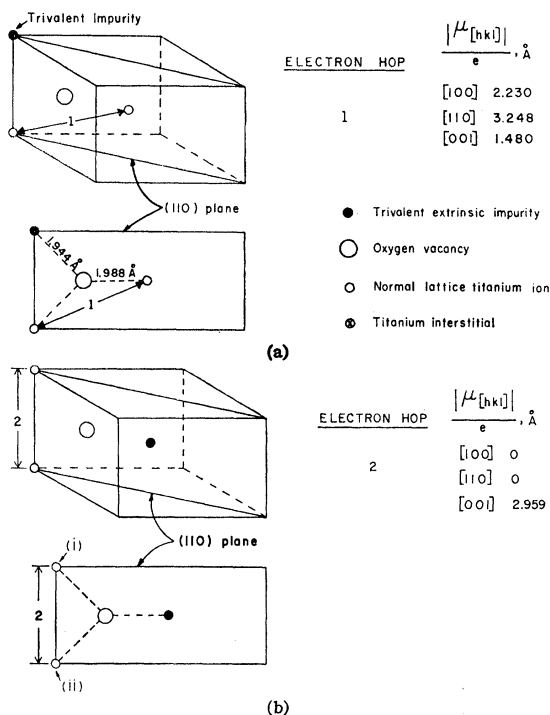 Trivalent impurity
1
(110) plane
1.944 Å
1.988 Å
1
ELECTRON HOP
|μ[hkl]|
e , Å
1
[100] 2.230
[110] 3.248
[001] 1.480
Trivalent extrinsic impurity
Oxygen vacancy
Normal lattice titanium ion
Titanium interstitial
(a)
2
(110) plane
(i)
2
(ii)
ELECTRON HOP
|μ[hkl]|
e , Å
2
[100] 0
[110] 0
[001] 2.959
(b)